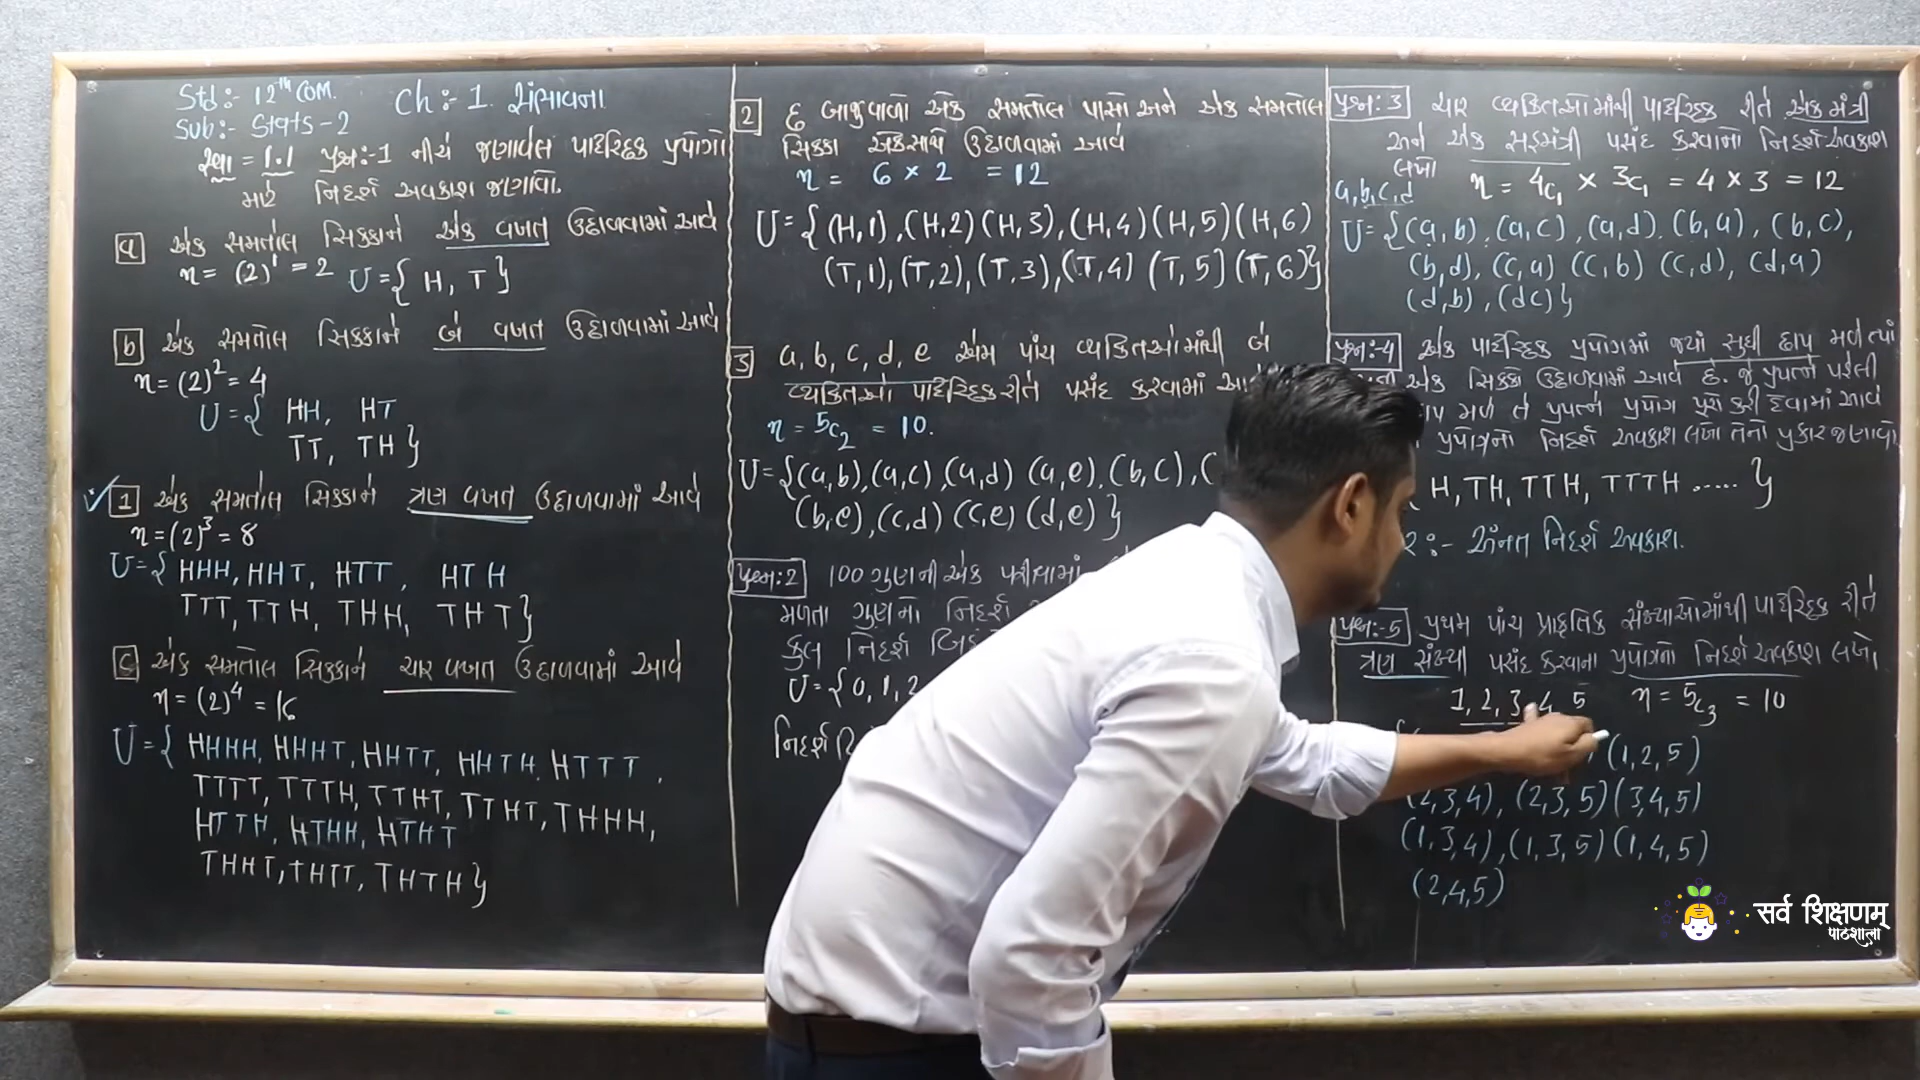 Std:- 12th Com.
Sub:- Stats-2
Ch:- 1. સંભાવના
સ્વા = 1.1 પ્રશ્ન:-1 નીચે જણાવેલ યાદૃચ્છિક પ્રયોગો
માટે નિદર્શ અવકાશ જણાવો.
a એક સમતોલ સિક્કાને એક વખત ઉછાળવામાં આવે
n = (2)¹ = 2 U = { H, T }
b એક સમતોલ સિક્કાને બે વખત ઉછાળવામાં આવે
n = (2)² = 4
U = { HH, HT
TT, TH }
1 એક સમતોલ સિક્કાને ત્રણ વખત ઉછાળવામાં આવે
n = (2)³ = 8
U = { HHH, HHT, HTT, HTH
TTT, TTH, THH, THT }
C એક સમતોલ સિક્કાને ચાર વખત ઉછાળવામાં આવે
n = (2)⁴ = 16
U = { HHHH, HHHT, HHTT, HHTH, HTTT,
TTTT, TTTH, TTHT, TTHT, THHH,
HTTH, HTHH, HTHT
THHT, THTT, THTH }
2 ૬ બાજુવાળો એક સમતોલ પાસો અને એક સમતોલ
સિક્કા એકસાથે ઉછાળવામાં આવે
n = 6 × 2 = 12
U = { (H,1), (H,2) (H,3), (H,4) (H,5) (H,6)
(T,1), (T,2), (T,3), (T,4) (T,5] (T,6) }
3 a, b, c, d, e એમ પાંચ વ્યક્તિઓમાંથી બે
વ્યક્તિઓ યાદૃચ્છિક રીતે પસંદ કરવામાં
n = 5c₂ = 10.
U = {(a,b), (a,c), (a,d) (a,e), (b,c), (
(b,e), (c,d) (c,e) (d,e) }
પ્રશ્ન:2 100 ગુણની એક પરીક્ષામાં
મળતા ગુણનો નિદર્શ
કુલ નિદર્શ
U = { 0, 1, 2
નિદર્શ
પ્રશ્ન:3 ચાર વ્યક્તિઓમાંથી યાદૃચ્છિક રીતે એક મંત્રી
અને એક સહમંત્રી પસંદ કરવાનો નિદર્શ અવકાશ
લખો
a,b,c,d n = 4c₁ × 3c₁ = 4 × 3 = 12
U = {(a,b), (a,c), (a,d), (b,a), (b,c),
(b,d), (c,a) (c,b) (c,d), (d,a)
(d,b), (dc) }
પ્રશ્ન:-4 એક યાદૃચ્છિક પ્રયોગમાં જ્યાં સુધી છાપ મળે ત્યાં
એક સિક્કો ઉછાળવામાં આવે છે. જે પ્રયત્ને પહેલી
મળે તે પ્રયત્ને પ્રયોગ પૂરો કરી દેવામાં આવે
પ્રયોગનો નિદર્શ અવકાશ લખો તેનો પ્રકાર જણાવો
H, TH, TTH, TTTH ..... }
:- અનંત નિદર્શ અવકાશ.
પ્રશ્ન:-5 પ્રથમ પાંચ પ્રાકૃતિક સંખ્યાઓમાંથી યાદૃચ્છિક રીતે
ત્રણ સંખ્યા પસંદ કરવાના પ્રયોગનો નિદર્શ અવકાશ લખો.
1, 2, 3, 4 5 n = 5c₃ = 10
(1,2,5)
(2,3,4), (2,3,5) (3,4,5)
(1,3,4), (1,3,5) (1,4,5)
(2,4,5)
सर्व शिक्षणम्
पाठशाला